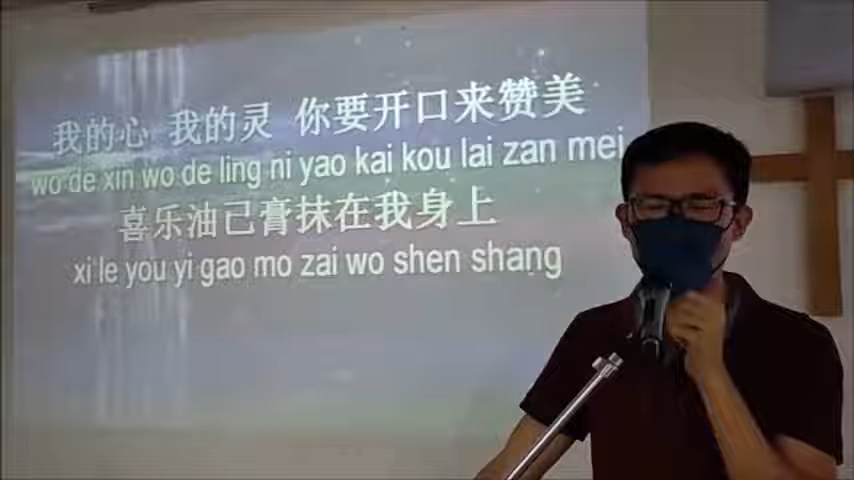 我的心 我的灵 你要开口来赞美
wo de xin wo de ling ni yao kai kou lai zan mei
喜乐油已膏抹在我身上
xi le you yi gao mo zai wo shen shang